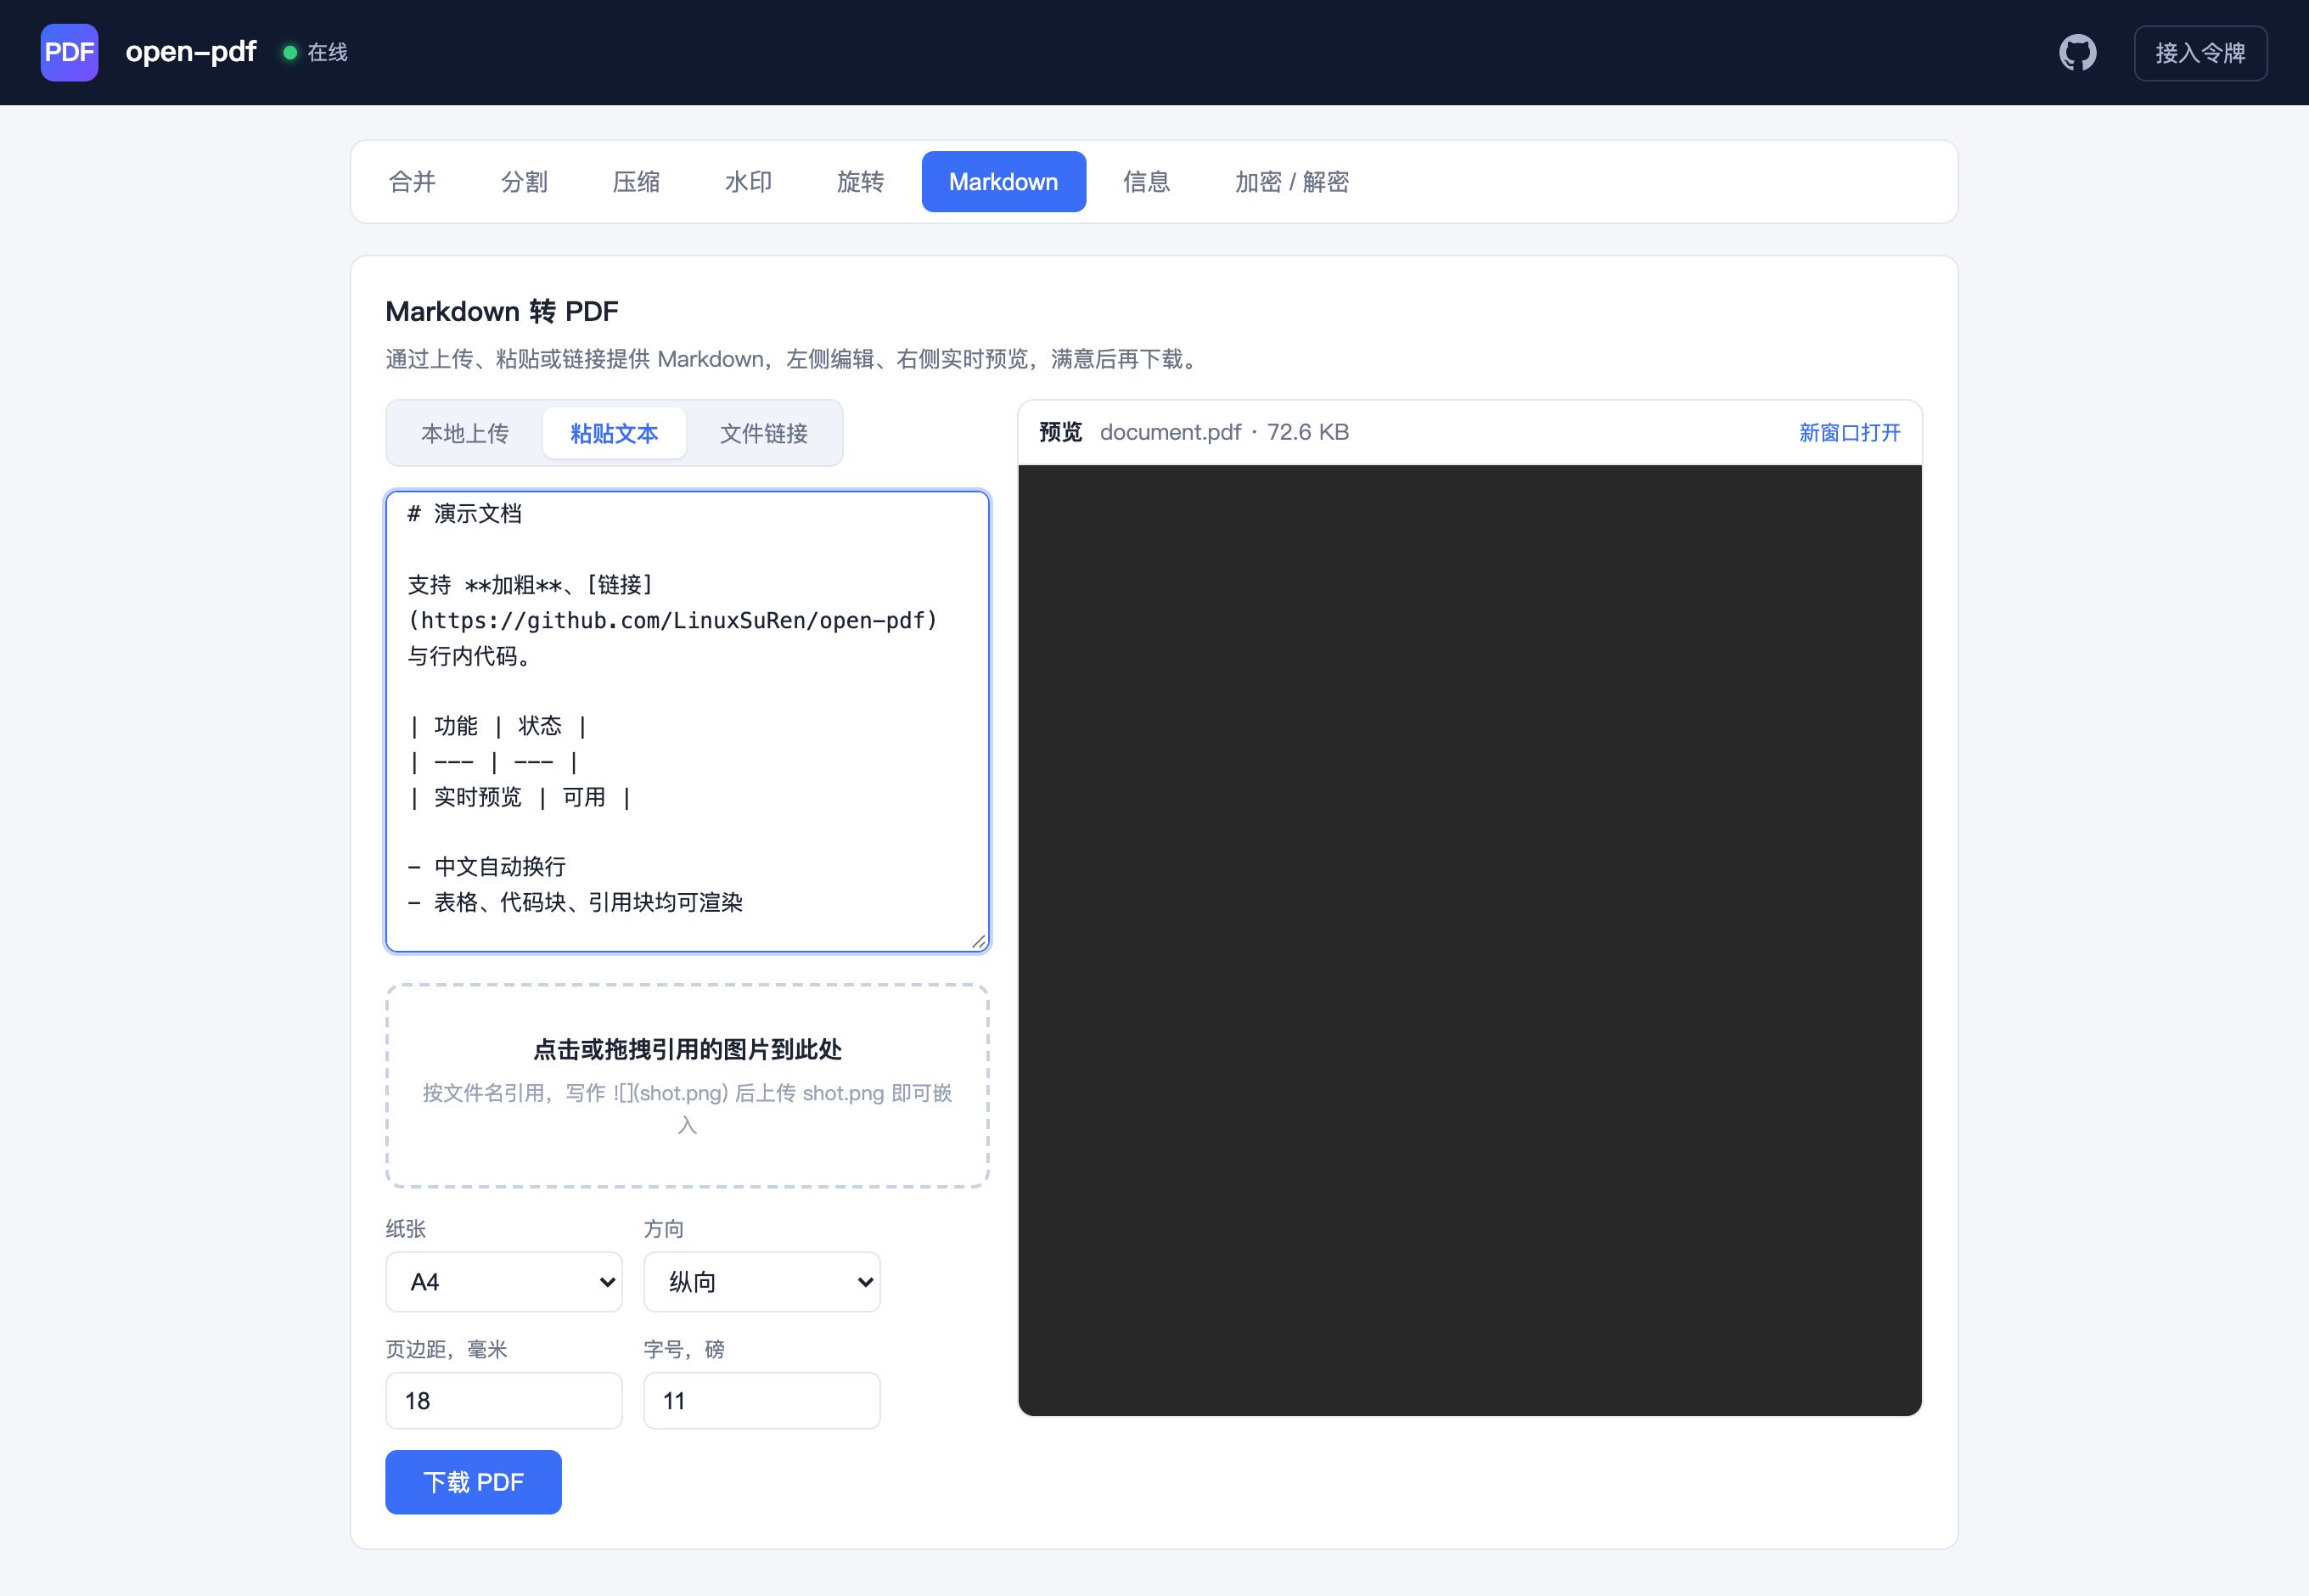 PDF open-pdf 在线 接入令牌
合并 分割 压缩 水印 旋转 Markdown 信息 加密 / 解密
Markdown 转 PDF
通过上传、粘贴或链接提供 Markdown，左侧编辑、右侧实时预览，满意后再下载。
本地上传 粘贴文本 文件链接
# 演示文档
支持 **加粗**、[链接]
(https://github.com/LinuxSuRen/open-pdf)
与行内代码。
| 功能 | 状态 |
| --- | --- |
| 实时预览 | 可用 |
- 中文自动换行
- 表格、代码块、引用块均可渲染
点击或拖拽引用的图片到此处
按文件名引用，写作 ![](shot.png) 后上传 shot.png 即可嵌
入
纸张 方向
A4 纵向
页边距，毫米 字号，磅
18 11
下载 PDF
预览 document.pdf · 72.6 KB 新窗口打开